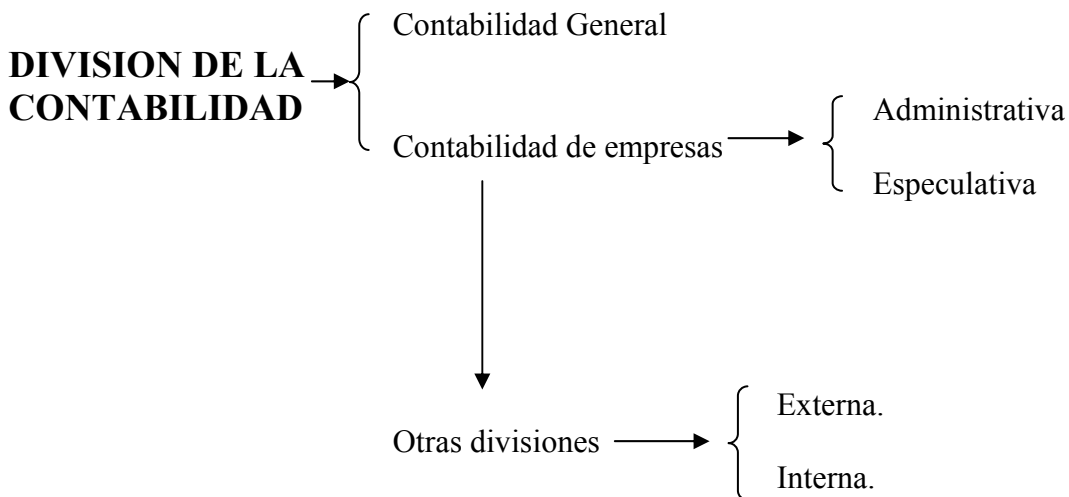 DIVISION DE LA
CONTABILIDAD
Contabilidad General
Contabilidad de empresas
Administrativa
Especulativa
Otras divisiones
Externa.
Interna.